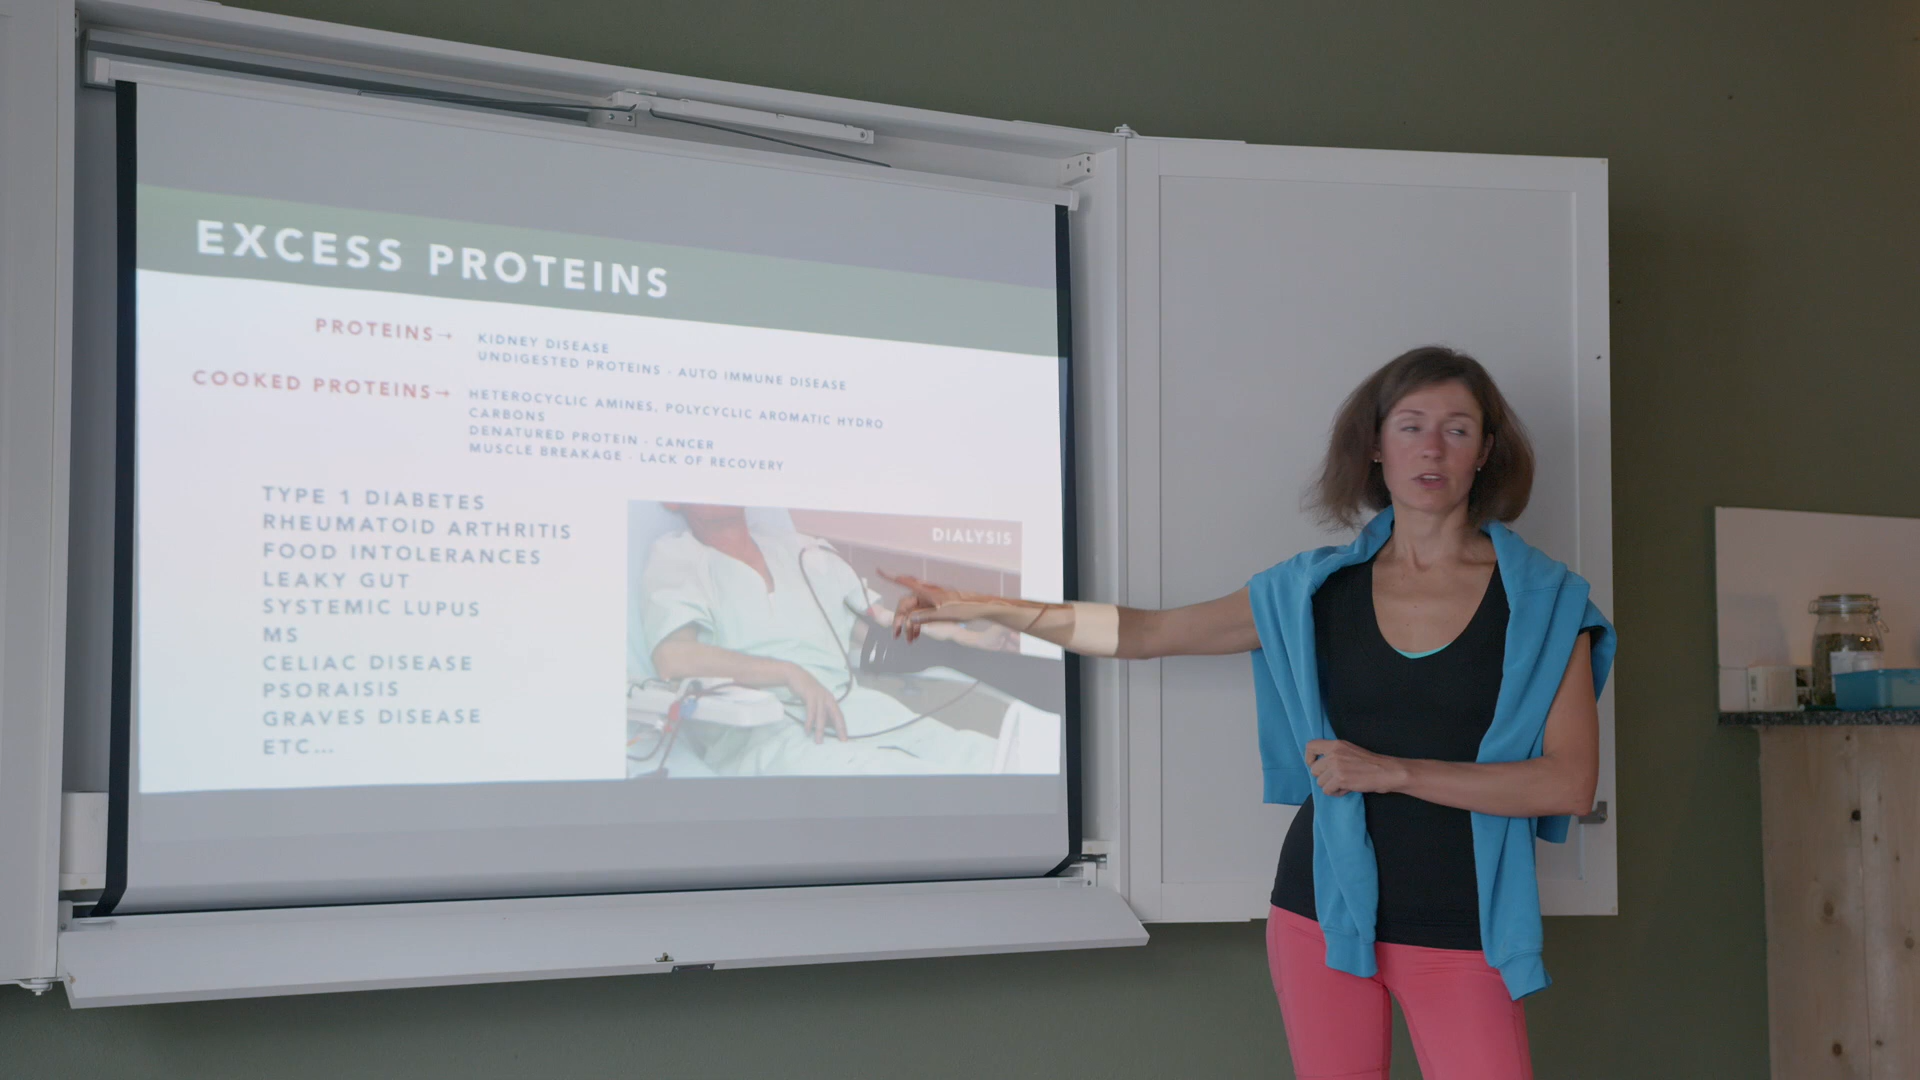 EXCESS PROTEINS
PROTEINS→
KIDNEY DISEASE
UNDIGESTED PROTEINS - AUTO IMMUNE DISEASE
COOKED PROTEINS→
HETEROCYCLIC AMINES, POLYCYCLIC AROMATIC HYDRO
CARBONS
DENATURED PROTEIN - CANCER
MUSCLE BREAKAGE - LACK OF RECOVERY
TYPE 1 DIABETES
RHEUMATOID ARTHRITIS
FOOD INTOLERANCES
LEAKY GUT
SYSTEMIC LUPUS
MS
CELIAC DISEASE
PSORAISIS
GRAVES DISEASE
ETC...
DIALYSIS